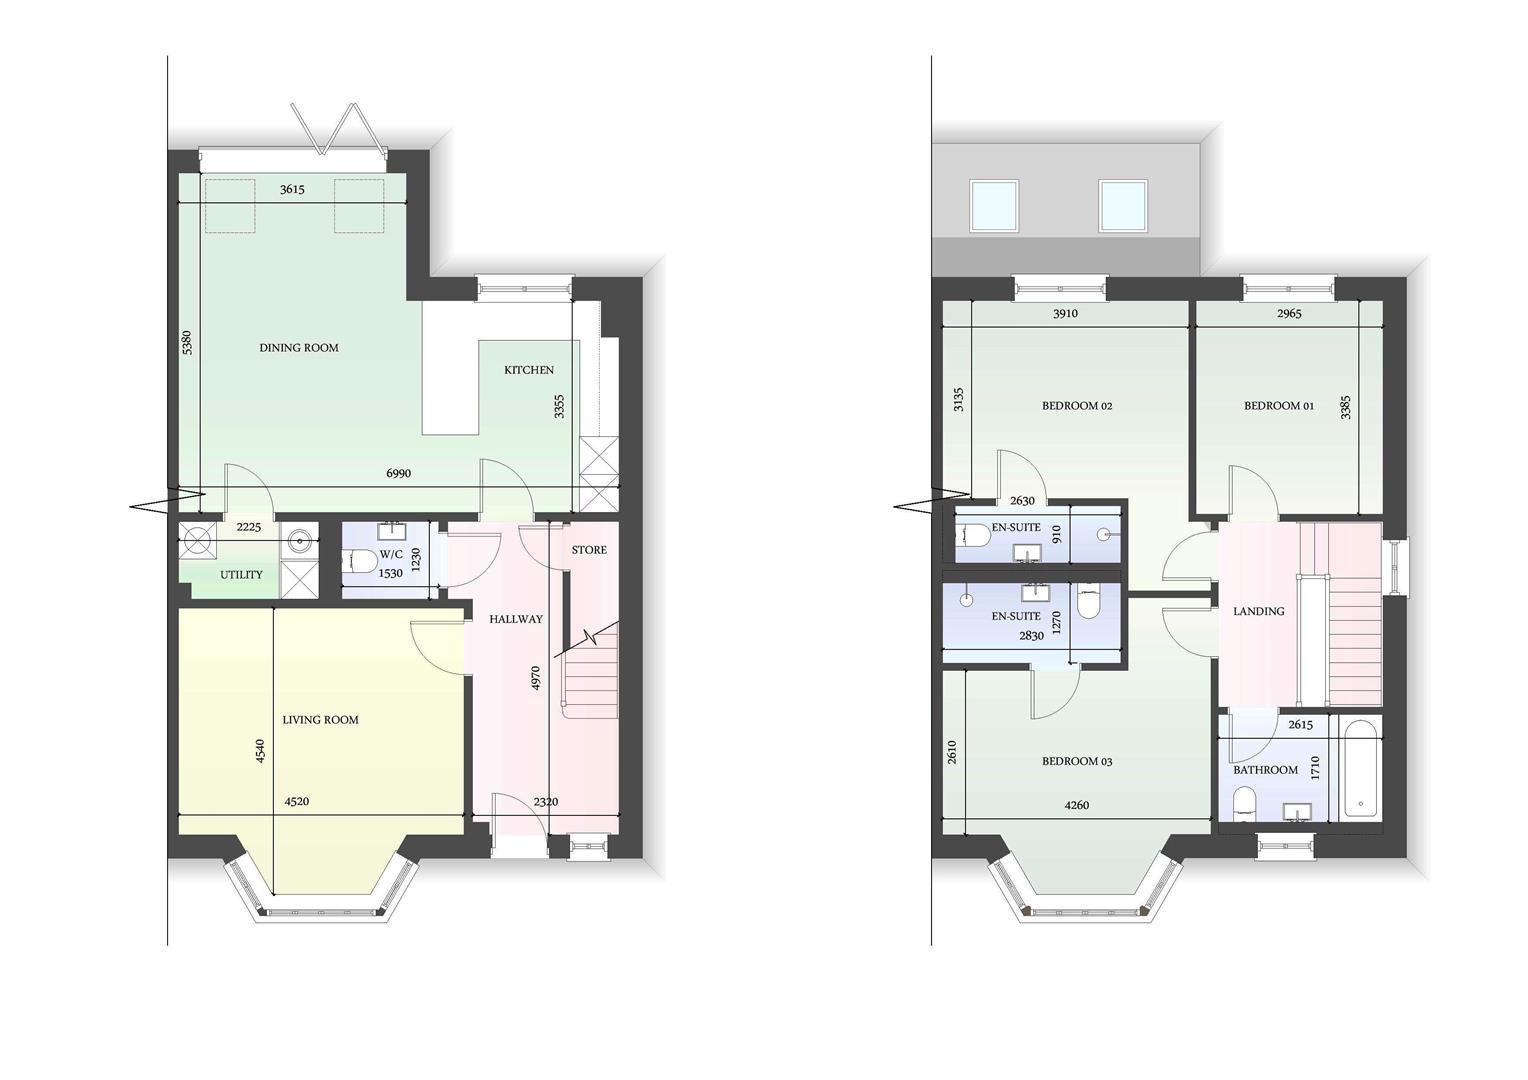 3615
5380
DINING ROOM
KITCHEN
3355
6990
2225
UTILITY
W/C
1530
1230
STORE
HALLWAY
4970
LIVING ROOM
4540
4520
2320
3910
2965
3135
BEDROOM 02
BEDROOM 01
3385
2630
EN-SUITE
910
EN-SUITE
2830
1270
LANDING
2610
BEDROOM 03
4260
2615
BATHROOM
1710